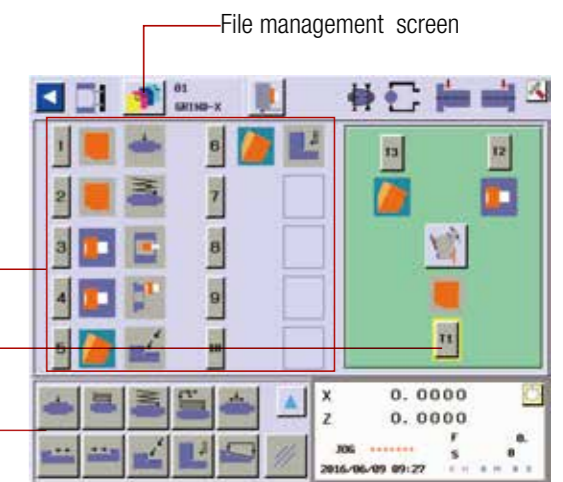 File management screen
01
GRIND-X
1 6
T3 T2
2 7
3 8
4 9
5 10
T1
X 0.0000
Z 0.0000
F 0.
JOG *******
S 0
2016/06/09 09:27